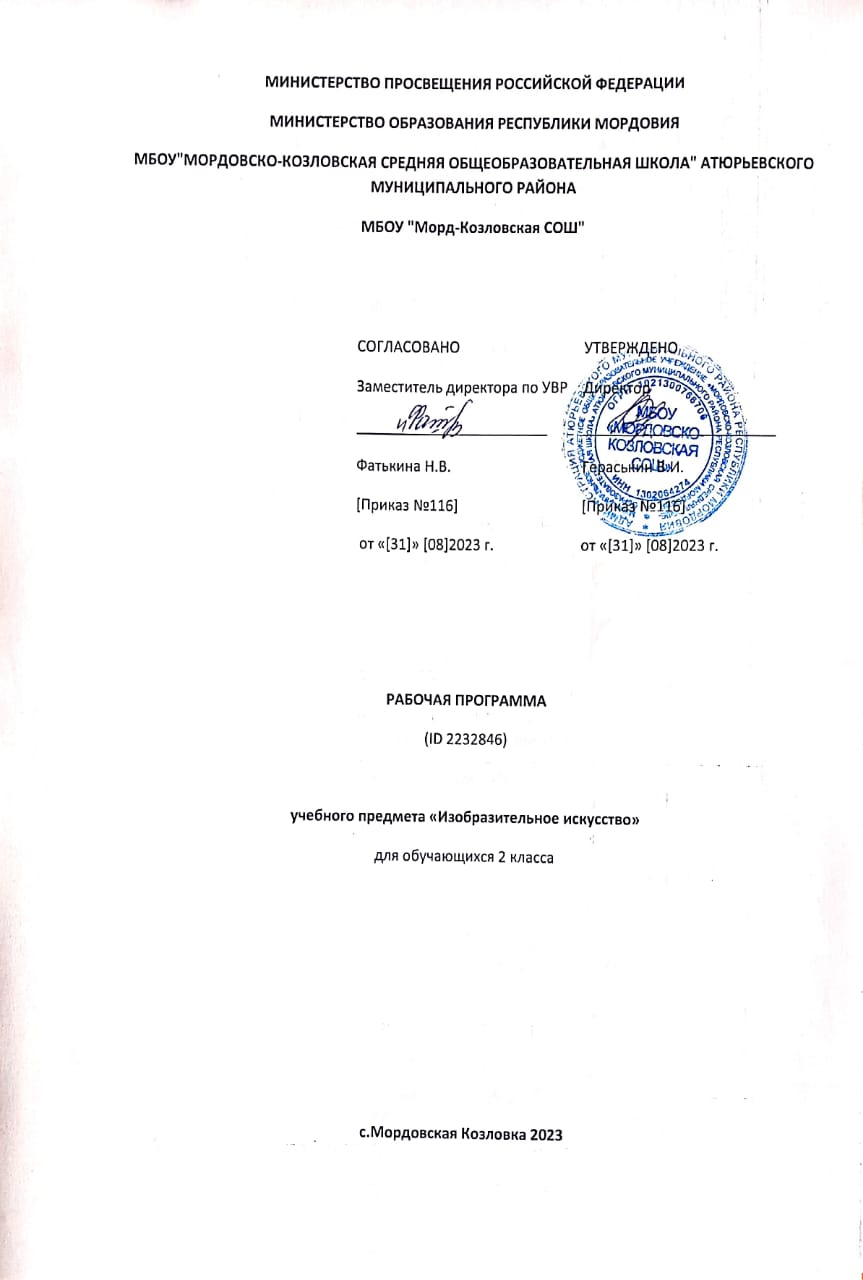 МИНИСТЕРСТВО ПРОСВЕЩЕНИЯ РОССИЙСКОЙ ФЕДЕРАЦИИ
МИНИСТЕРСТВО ОБРАЗОВАНИЯ РЕСПУБЛИКИ МОРДОВИЯ
МБОУ"МОРДОВСКО-КОЗЛОВСКАЯ СРЕДНЯЯ ОБЩЕОБРАЗОВАТЕЛЬНАЯ ШКОЛА" АТЮРЬЕВСКОГО
МУНИЦИПАЛЬНОГО РАЙОНА
МБОУ "Морд-Козловская СОШ"
СОГЛАСОВАНО
Заместитель директора по УВР
Фатькина Н.В.
[Приказ №116]
от «[31]» [08]2023 г.
УТВЕРЖДЕНО
Директор
Гераськин В.И.
[Приказ №116]
от «[31]» [08]2023 г.
МБОУ
«МОРДОВСКО
КОЗЛОВСКАЯ
СОШ»
ИНН 1302064274
РАБОЧАЯ ПРОГРАММА
(ID 2232846)
учебного предмета «Изобразительное искусство»
для обучающихся 2 класса
с.Мордовская Козловка 2023